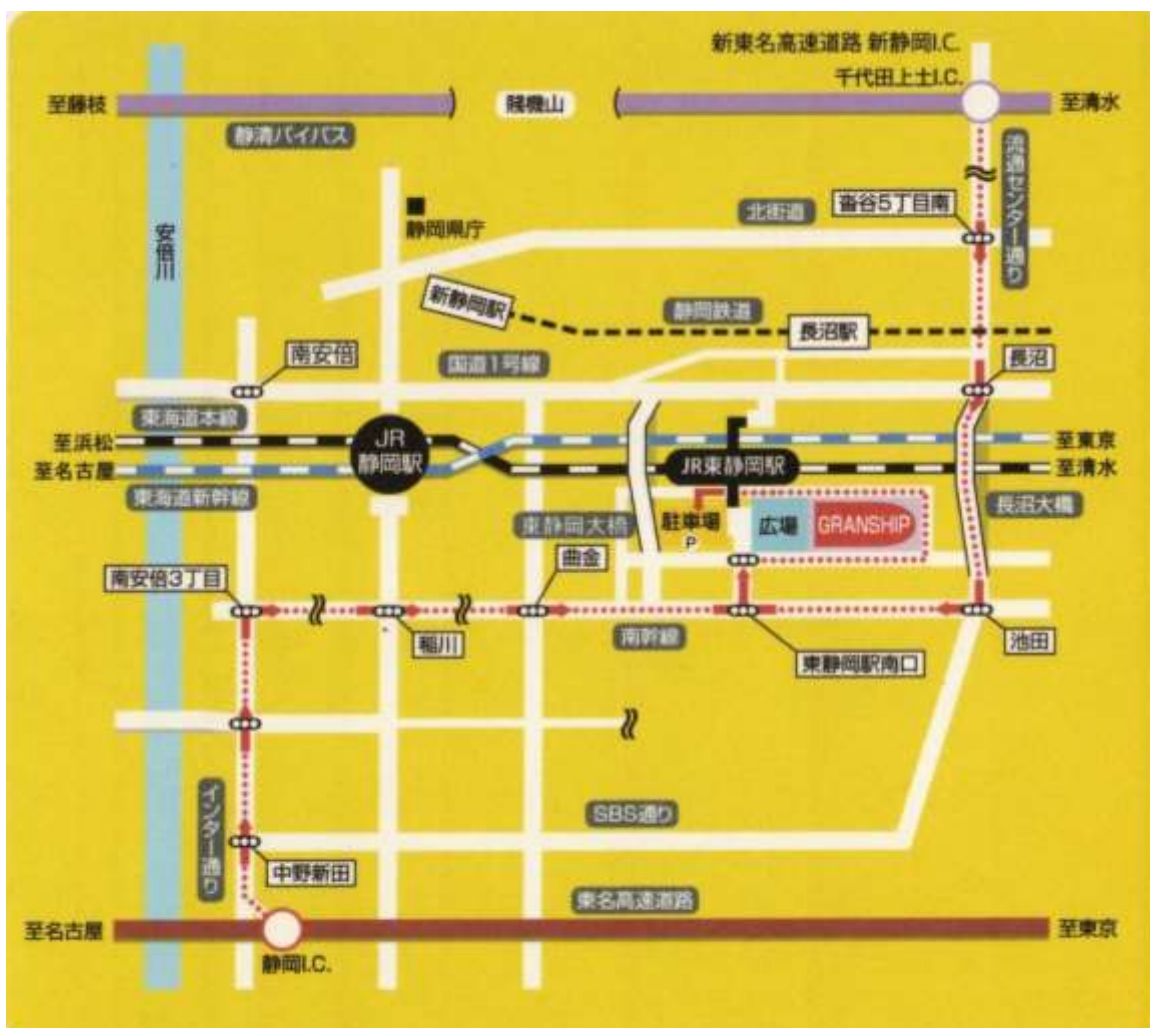 新東名高速道路 新静岡I.C.
千代田上土I.C.
至藤枝
賤機山
至清水
静清バイパス
流通センター通り
沓谷5丁目南
北街道
静岡県庁
安倍川
新静岡駅
静岡鉄道
長沼駅
南安倍
国道1号線
長沼
東海道本線
至浜松
JR
静岡駅
至東京
至名古屋
JR東静岡駅
至清水
東海道新幹線
東静岡大橋
駐車場
P
広場
GRANSHIP
長沼大橋
曲金
南安倍3丁目
稲川
南幹線
東静岡駅南口
池田
インター通り
SBS通り
中野新田
東名高速道路
至名古屋
至東京
静岡I.C.